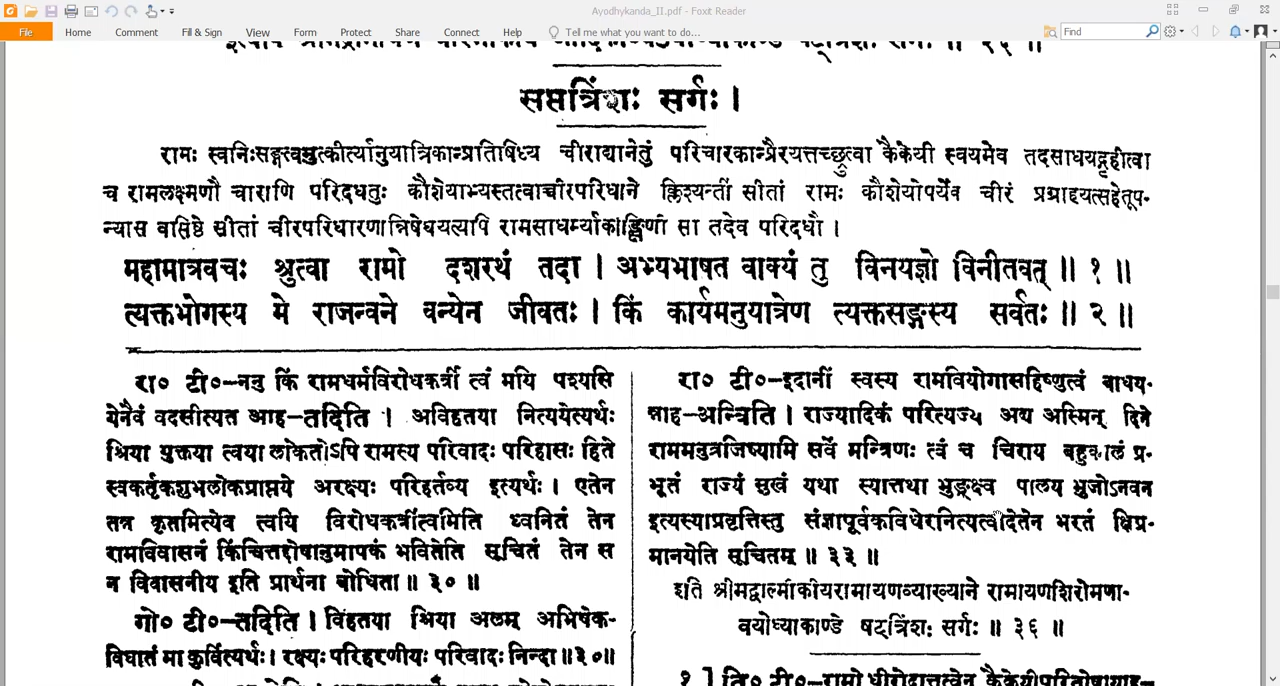 Ayodhykanda_II.pdf - Foxit Reader
File Home Comment Fill & Sign View Form Protect Share Connect Help Tell me what you want to do... Find
सप्तत्रिंशः सर्गः ।
रामः स्वनिःसङ्गत्वमुत्कीर्त्यानुयात्रिकान्प्रतिषिध्य चीराद्यानेतुं परिचारकान्प्रैरयत्तच्छ्रुत्वा कैकेयी स्वयमेव तदसाधयद्गृहीत्वा
च रामलक्ष्मणौ चीराणि परिदधतुः कौशेयाभ्यस्तत्वाच्चीरपरिधाने क्लिश्यन्तीं सीतां रामः कौशेयोपर्येव चीरं प्रग्राहयत्सहेतूप-
न्यास वसिष्ठे सीतां चीरपरिधारणान्निषेधयत्यपि रामसाधर्म्याकाङ्क्षिणी सा तदेव परिदधौ ।
महामात्रवचः श्रुत्वा रामो दशरथं तदा । अभ्यभाषत वाक्यं तु विनयज्ञो विनीतवत् ॥ १ ॥
त्यक्तभोगस्य मे राजन्वने वन्येन जीवतः । किं कार्यमनुयात्रेण त्यक्तसङ्गस्य सर्वतः ॥ २ ॥
रा० टी०–ननु किं रामधर्मविरोधकर्त्री त्वं मयि पश्यसि
येनैवं वदसीत्यत आह–तदिति । अविहतया नित्ययेत्यर्थः
श्रिया युक्तया त्वया लोकतोऽपि रामस्य परिवादः परिहासः हिते
स्वकर्तृकशुभलोकप्राप्तये अरक्ष्यः परिहर्तव्य इत्यर्थः । एतेन
तत्र कृतमित्येव त्वयि विरोधकर्त्रीत्वमिति ध्वनितं तेन
रामविवासनं किंचित्तरोषानुमापकं भवितेति सूचितं तेन स
न विवासनीय इति प्रार्थना बोधिता ॥ ३० ॥
गो० टी०–तदिति । विहतया श्रिया अलम् अभिषेक-
विघातं मा कुर्वित्यर्थः। रक्ष्यः परिहरणीयः परिवादः निन्दा ॥३०॥
रा० टी०–इदानीं स्वस्य रामवियोगासहिष्णुत्वं बोधय-
न्नाह–अन्विति । राज्यादिकं परित्यज्य अद्य अस्मिन् दिने
राममनुव्रजिष्यामि सर्वे मन्त्रिणः त्वं च चिराय बहुकालं प्र-
भूतं राज्यं सुखं यथा स्यात्तथा भुङ्क्ष्व पालय भुजोऽनवन
इत्यस्याप्रवृत्तिस्तु संज्ञापूर्वकविधेरनित्यत्वादेतेन भरतं क्षिप्र-
मानयेति सूचितम् ॥ ३३ ॥
इति श्रीमद्वाल्मीकीयरामायणव्याख्याने रामायणशिरोमणा-
वयोध्याकाण्डे षट्त्रिंशः सर्गः ॥ ३६ ॥